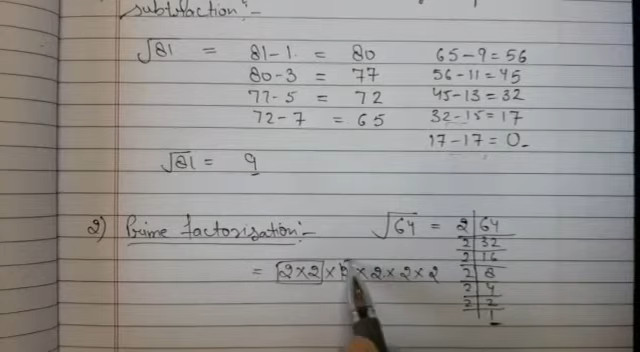 subtraction:-
√81 = 81-1 = 80 65-9=56
80-3 = 77 56-11=45
77-5 = 72 45-13=32
72-7 = 65 32-15=17
17-17=0
√81 = 9
2) Prime factorization:- √64 = 2 64
2 32
2 16
= 2×2×2×2×2×2 2 8
2 4
2 2
1